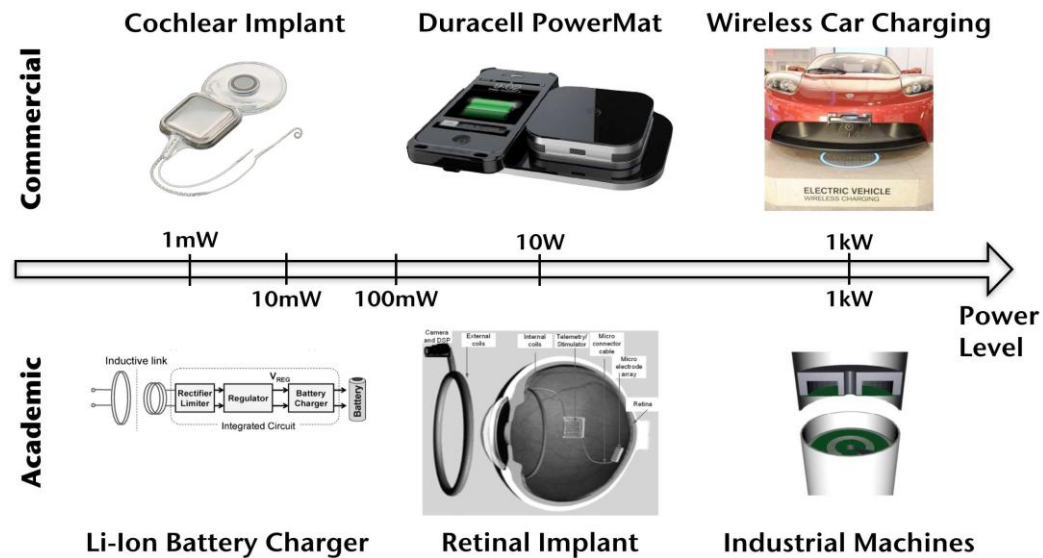 Cochlear Implant
Duracell PowerMat
Wireless Car Charging
Commercial
ELECTRIC VEHICLE
WIRELESS CHARGING
1mW
10W
1kW
10mW
100mW
1kW
Power
Level
Academic
Inductive link
Rectifier
Limiter
Regulator
VREG
Battery
Charger
Battery
Integrated Circuit
Camera
and DSP
External
coils
Internal
coils
Telemetry/
Stimulator
Micro
connector
cable
Micro
electrode
array
Retina
Li-Ion Battery Charger
Retinal Implant
Industrial Machines